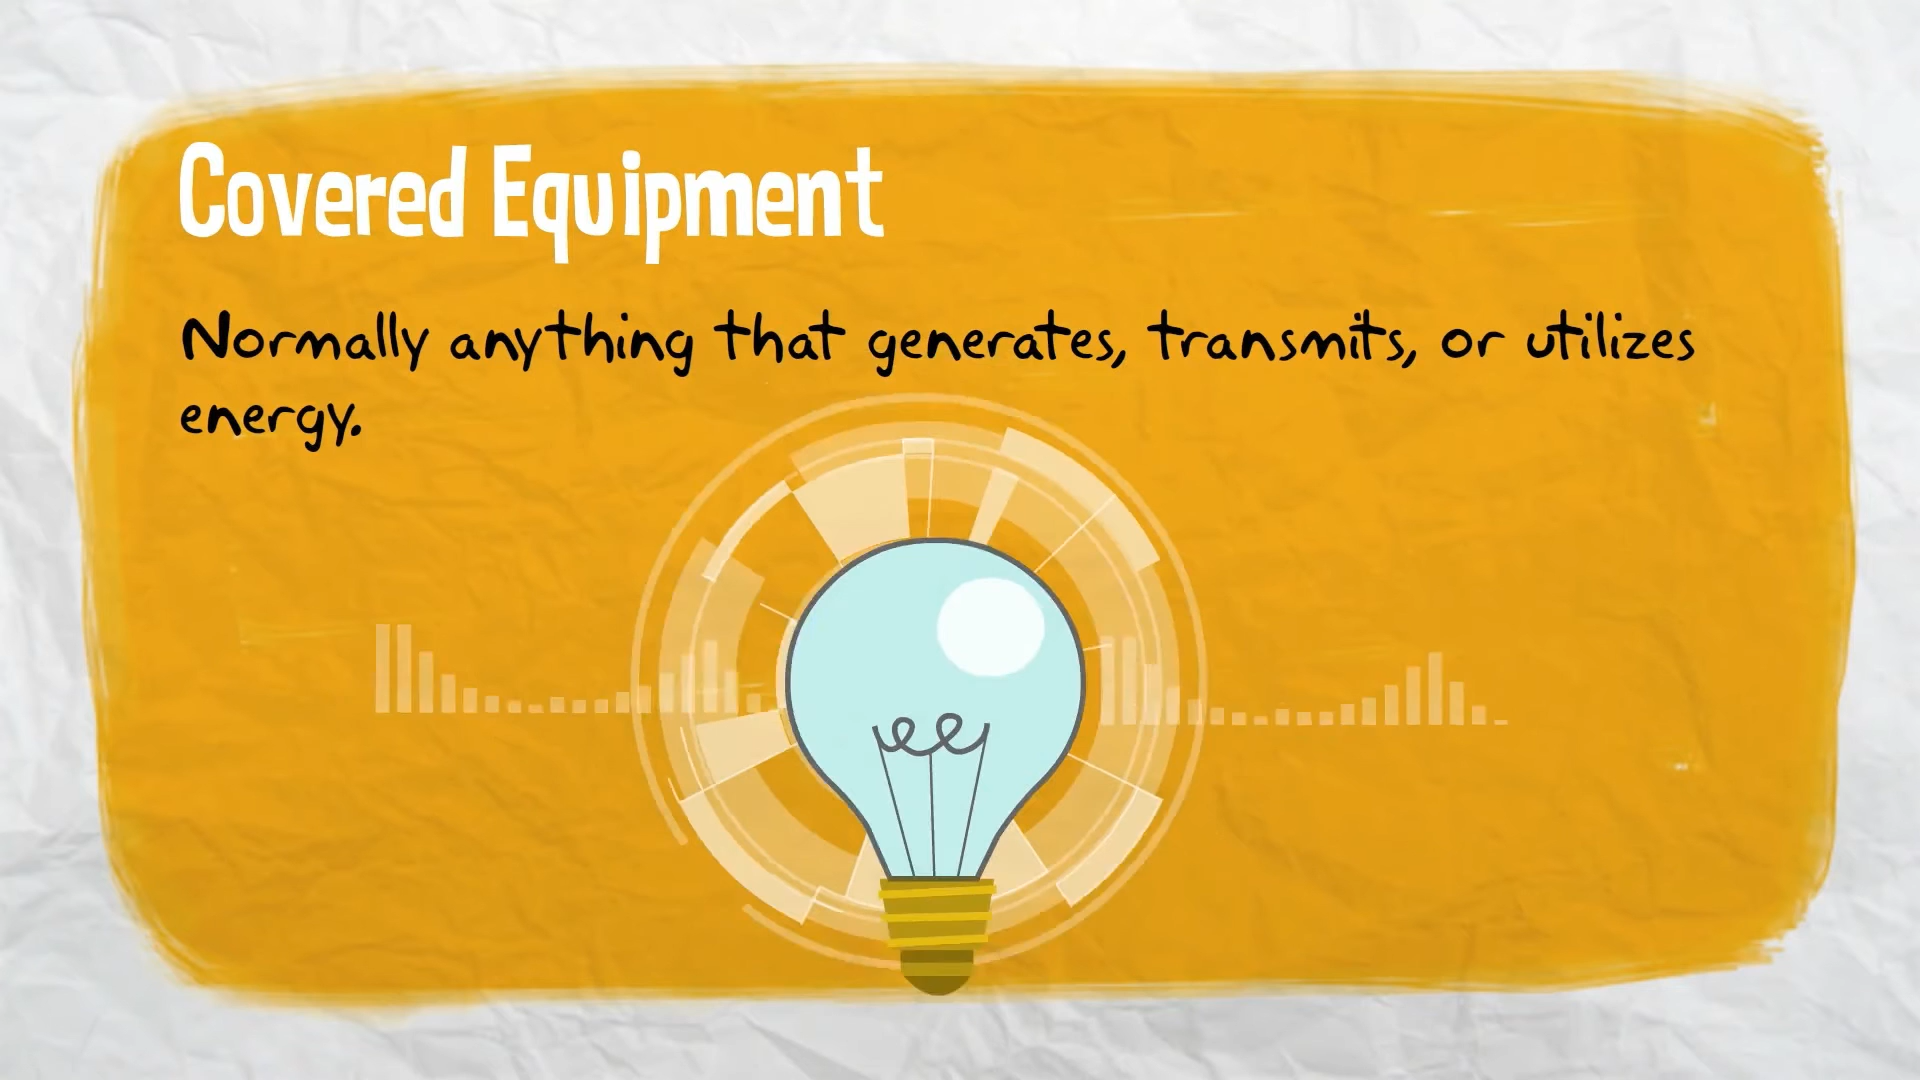 Covered Equipment
Normally anything that generates, transmits, or utilizes
energy.